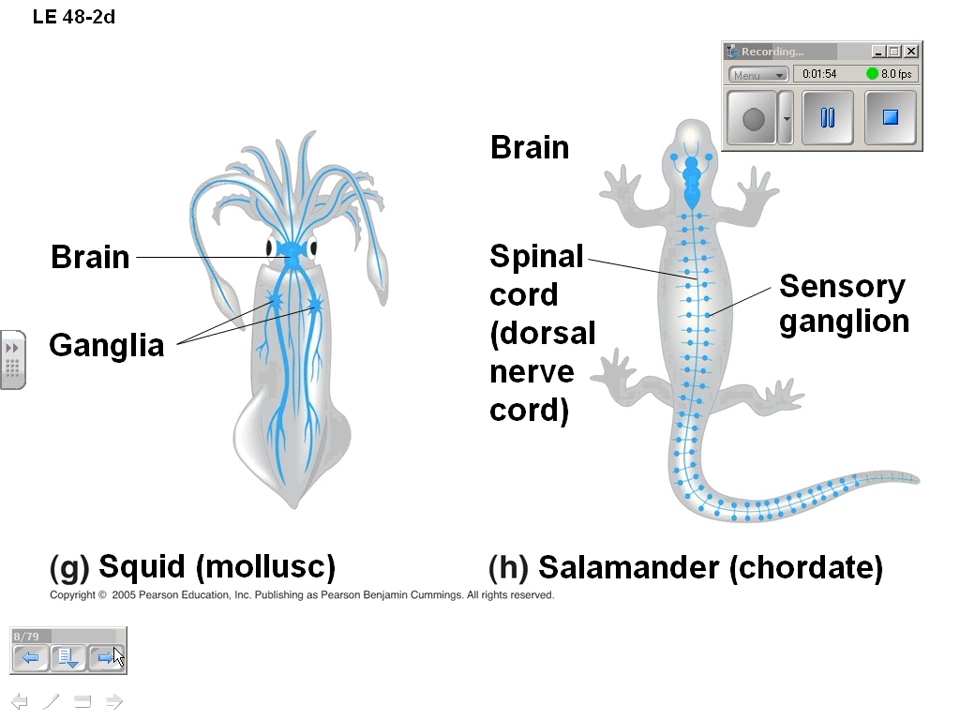 LE 48-2d
Recording...
Menu
0:01:54
8.0 fps
Brain
Ganglia
Brain
Spinal
cord
(dorsal
nerve
cord)
Sensory
ganglion
(g) Squid (mollusc)
(h) Salamander (chordate)
Copyright © 2005 Pearson Education, Inc. Publishing as Pearson Benjamin Cummings. All rights reserved.
8/79